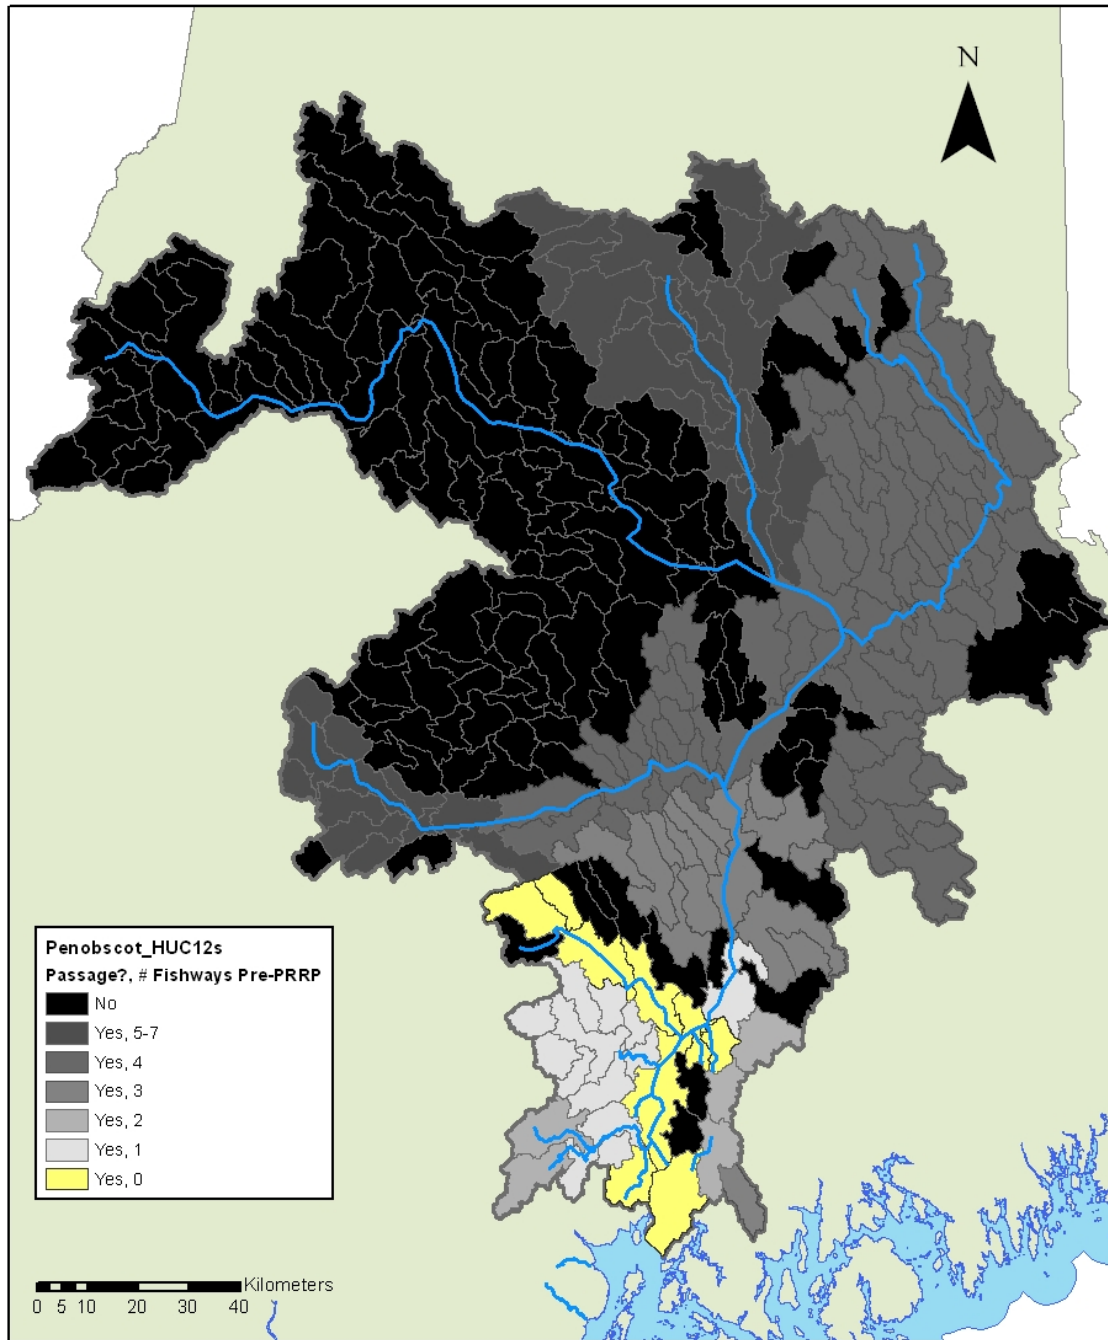 N
Penobscot_HUC12s
Passage?, # Fishways Pre-PRRP
No
Yes, 5-7
Yes, 4
Yes, 3
Yes, 2
Yes, 1
Yes, 0
Kilometers
0 5 10 20 30 40